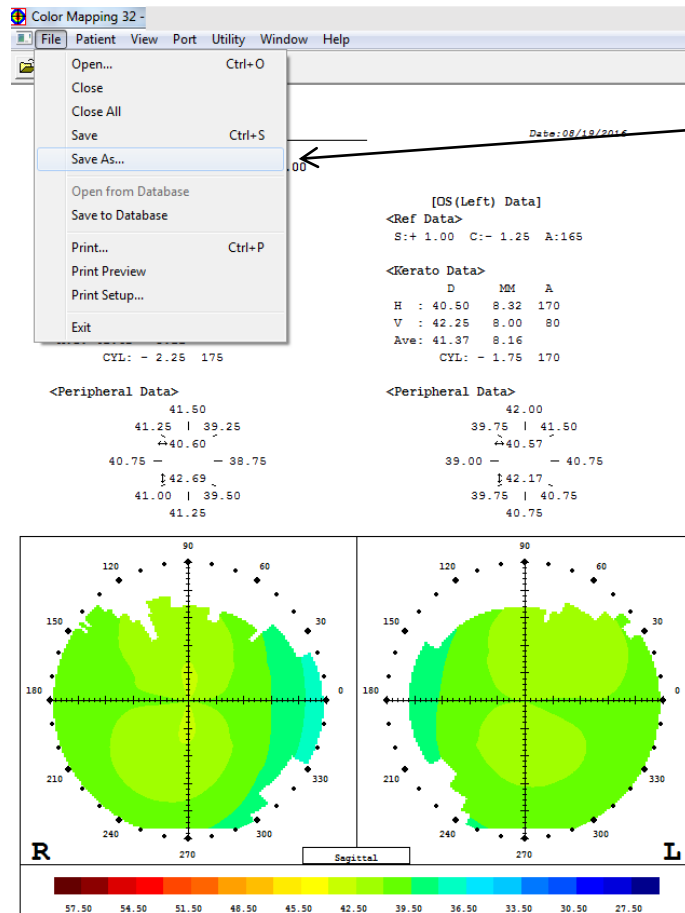 Color Mapping 32 -
File Patient View Port Utility Window Help
Open... Ctrl+O
Close
Close All
Save Ctrl+S
Save As...
Open from Database
Save to Database
Print... Ctrl+P
Print Preview
Print Setup...
Exit
Date:08/19/2016
.00
[OS(Left) Data]
<Ref Data>
S:+ 1.00 C:- 1.25 A:165
<Kerato Data>
D MM A
H : 40.50 8.32 170
V : 42.25 8.00 80
Ave: 41.37 8.16
CYL: - 1.75 170
CYL: - 2.25 175
<Peripheral Data>
41.50
41.25 | 39.25
↔40.60
40.75 — — 38.75
↕42.69
41.00 | 39.50
41.25
<Peripheral Data>
42.00
39.75 | 41.50
↔40.57
39.00 — — 40.75
↕42.17
39.75 | 40.75
40.75
90
120 60
150 30
180 0
210 330
240 300
270
R
90
120 60
150 30
180 0
210 330
240 300
270
L
Sagittal
57.50 54.50 51.50 48.50 45.50 42.50 39.50 36.50 33.50 30.50 27.50